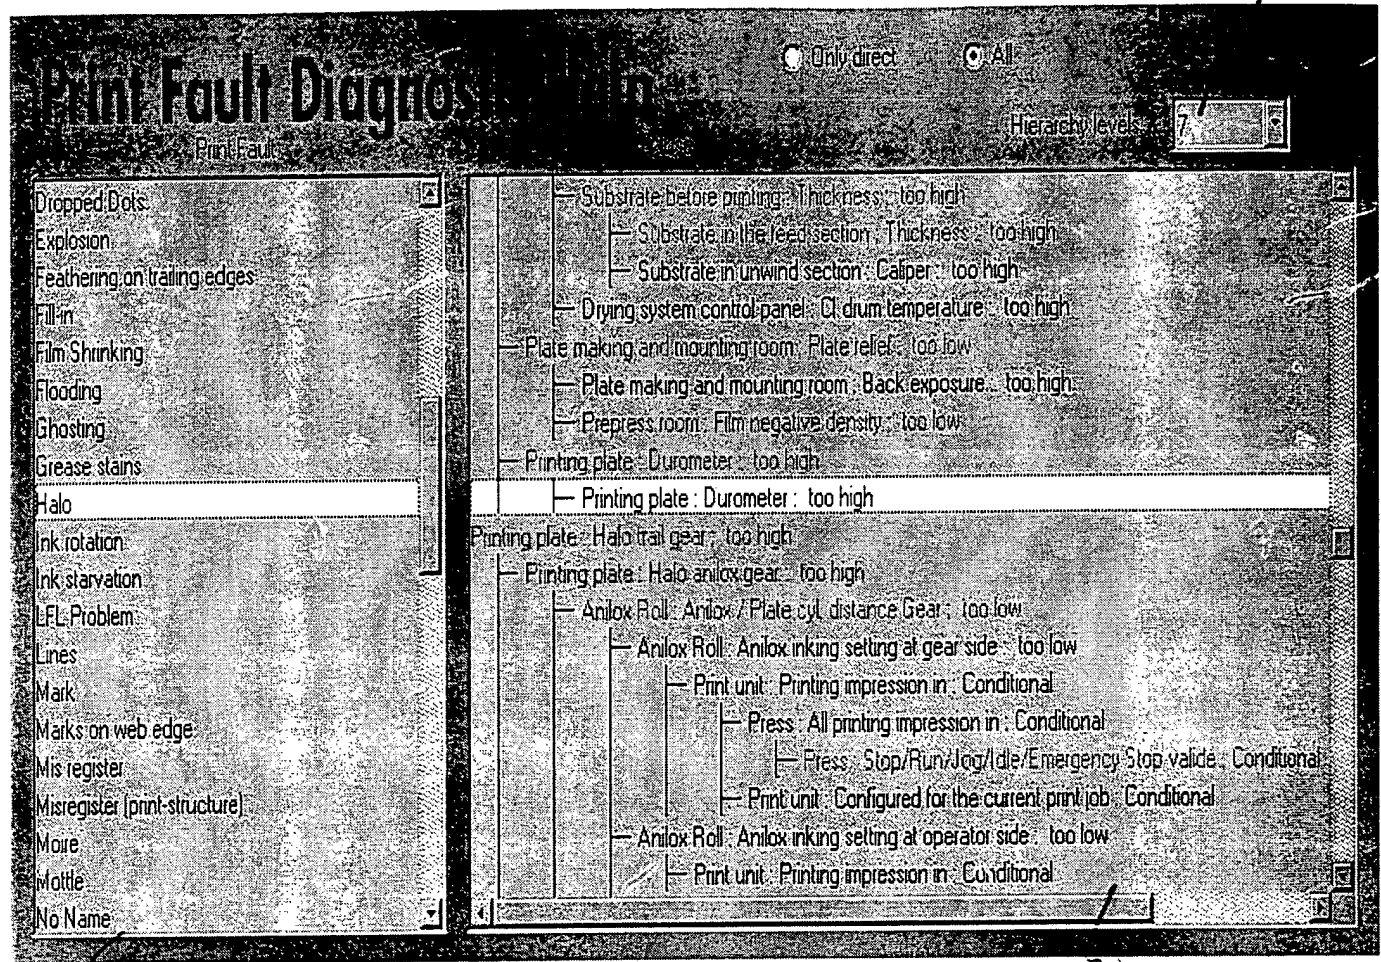 Print Fault Diagnostic Help
Only direct
All
Hierarchy levels
7
Print Fault
Dropped Dots
Explosion
Feathering on trailing edges
Fill-in
Film Shrinking
Flooding
Ghosting
Grease stains
Halo
Ink rotation
Ink starvation
LFL Problem
Lines
Mark
Marks on web edge
Mis register
Misregister (print-structure)
Moire
Mottle
No Name
Substrate before printing : Thickness : too high
Substrate in the feed section : Thickness : too high
Substrate in unwind section : Caliper : too high
Drying system control panel : CI drum temperature : too high
Plate making and mounting room : Plate relief : too low
Plate making and mounting room : Back exposure : too high
Prepress room : Film negative density : too low
Printing plate : Durometer : too high
Printing plate : Durometer : too high
Printing plate : Halo trail gear : too high
Printing plate : Halo anilox gear : too high
Anilox Roll : Anilox / Plate cyl. distance Gear : too low
Anilox Roll : Anilox inking setting at gear side : too low
Print unit : Printing impression in : Conditional
Press : All printing impression in : Conditional
Press : Stop/Run/Jog/Idle/Emergency Stop valide : Conditional
Print unit : Configured for the current print job : Conditional
Anilox Roll : Anilox inking setting at operator side : too low
Print unit : Printing impression in : Conditional